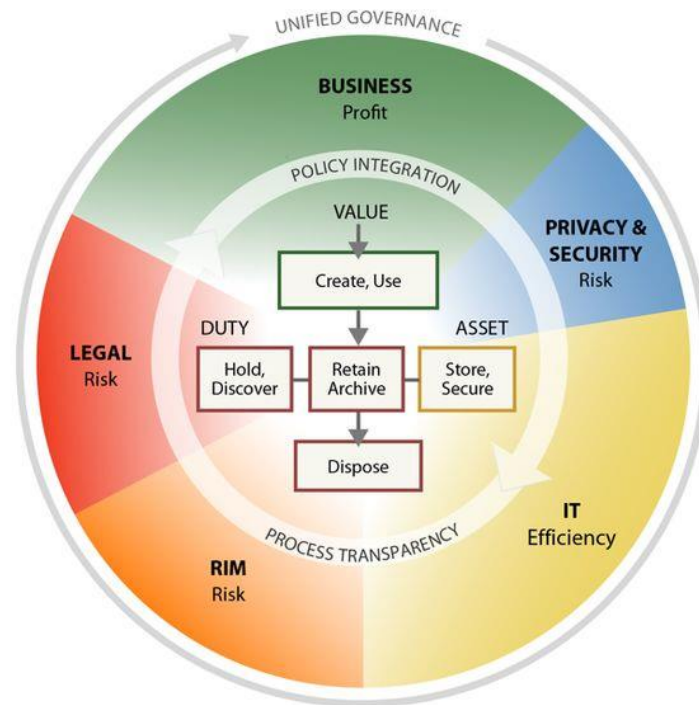 UNIFIED GOVERNANCE
BUSINESS
Profit
POLICY INTEGRATION
VALUE
PRIVACY &
SECURITY
Risk
Create, Use
DUTY
ASSET
LEGAL
Risk
Hold,
Discover
Retain
Archive
Store,
Secure
Dispose
IT
Efficiency
PROCESS TRANSPARENCY
RIM
Risk